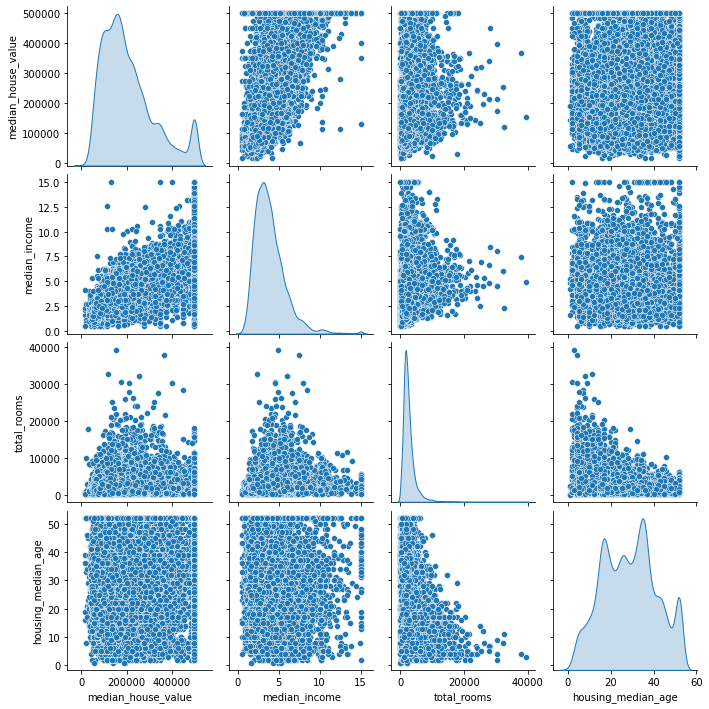 500000
400000
300000
200000
100000
0
median_house_value
15.0
12.5
10.0
7.5
5.0
2.5
0.0
median_income
40000
30000
20000
10000
0
total_rooms
50
40
30
20
10
0
housing_median_age
0 200000 400000
median_house_value
0 5 10 15
median_income
0 20000 40000
total_rooms
0 20 40 60
housing_median_age